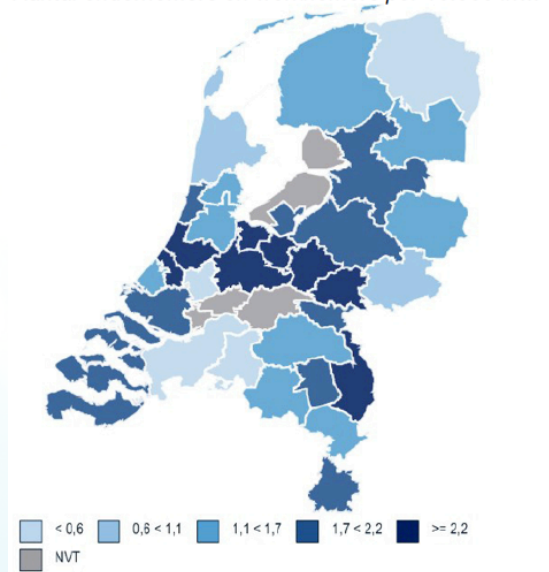 < 0,6 0,6 < 1,1 1,1 < 1,7 1,7 < 2,2 >= 2,2
NVT